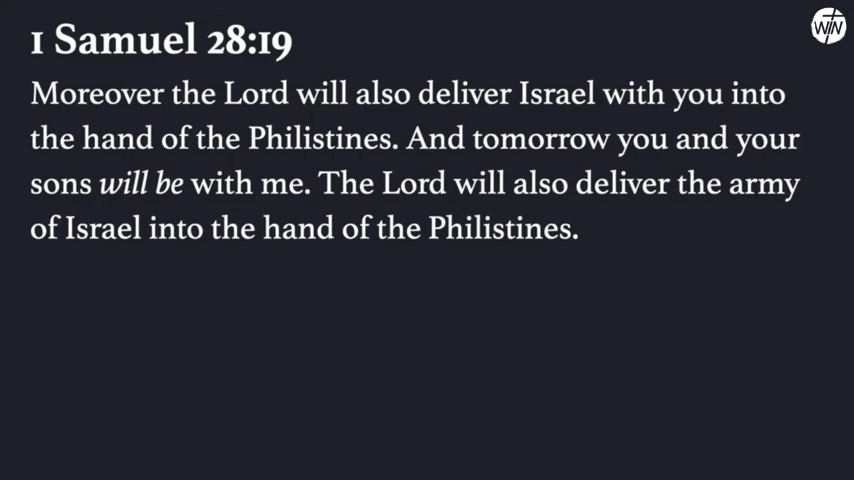 1 Samuel 28:19
WIN
Moreover the Lord will also deliver Israel with you into
the hand of the Philistines. And tomorrow you and your
sons will be with me. The Lord will also deliver the army
of Israel into the hand of the Philistines.